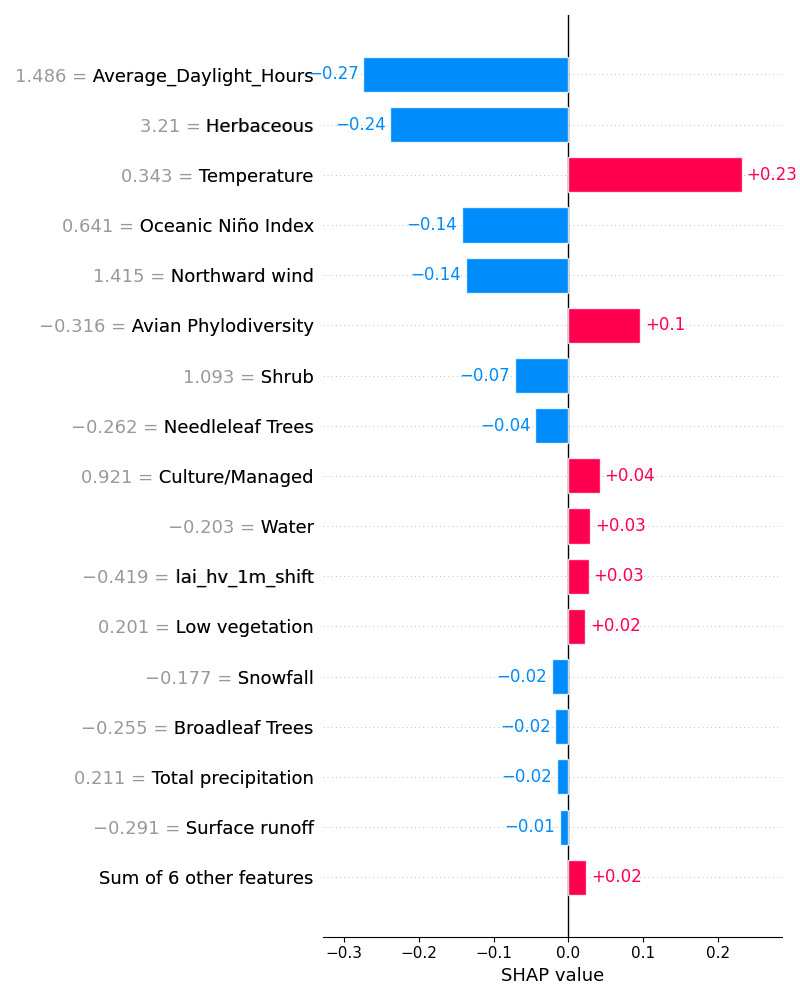 1.486 = Average_Daylight_Hours −0.27
3.21 = Herbaceous −0.24
0.343 = Temperature +0.23
0.641 = Oceanic Niño Index −0.14
1.415 = Northward wind −0.14
−0.316 = Avian Phylodiversity +0.1
1.093 = Shrub −0.07
−0.262 = Needleleaf Trees −0.04
0.921 = Culture/Managed +0.04
−0.203 = Water +0.03
−0.419 = lai_hv_1m_shift +0.03
0.201 = Low vegetation +0.02
−0.177 = Snowfall −0.02
−0.255 = Broadleaf Trees −0.02
0.211 = Total precipitation −0.02
−0.291 = Surface runoff −0.01
Sum of 6 other features +0.02
−0.3 −0.2 −0.1 0.0 0.1 0.2
SHAP value